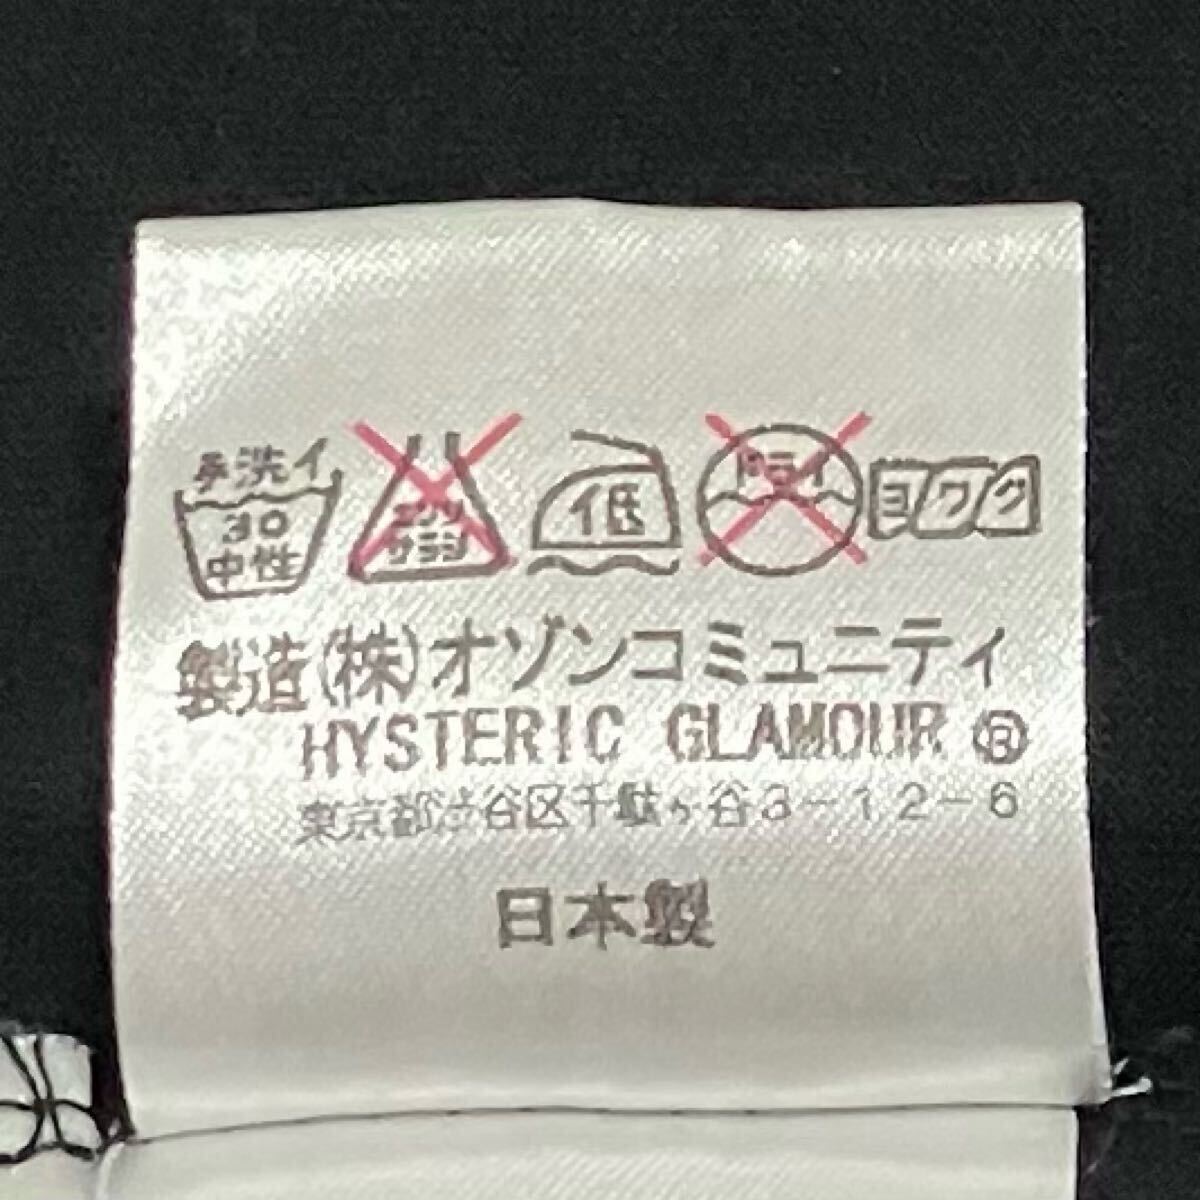 手洗イ
30
中性
エンソ
サラシ
低
ドライ
ヨワク
製造(株)オゾンコミュニティ
HYSTERIC GLAMOUR ®
東京都渋谷区千駄ヶ谷3-12-6
日本製